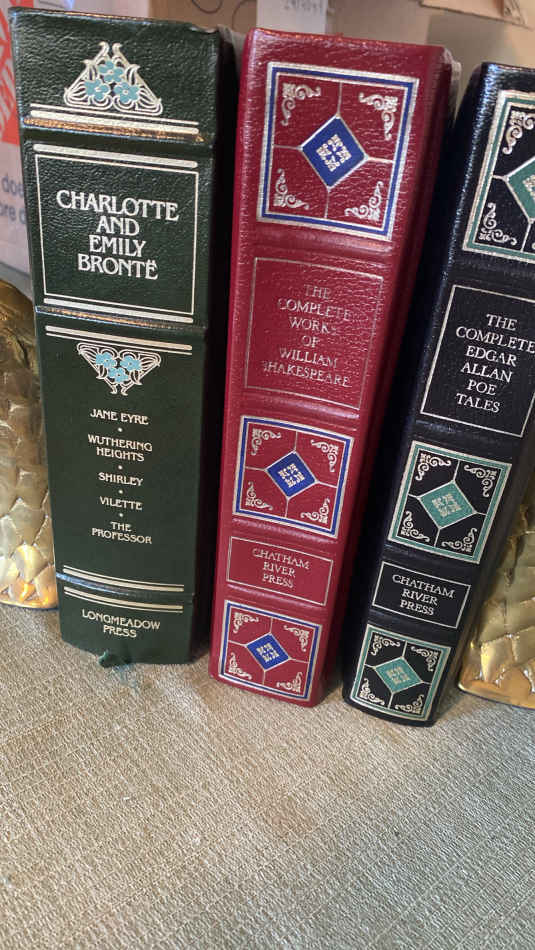 CHARLOTTE
AND
EMILY
BRONTË
JANE EYRE
WUTHERING
HEIGHTS
SHIRLEY
VILETTE
THE
PROFESSOR
LONGMEADOW
PRESS
THE
COMPLETE
WORKS
OF
WILLIAM
SHAKESPEARE
CHATHAM
RIVER
PRESS
THE
COMPLETE
EDGAR
ALLAN
POE
TALES
CHATHAM
RIVER
PRESS